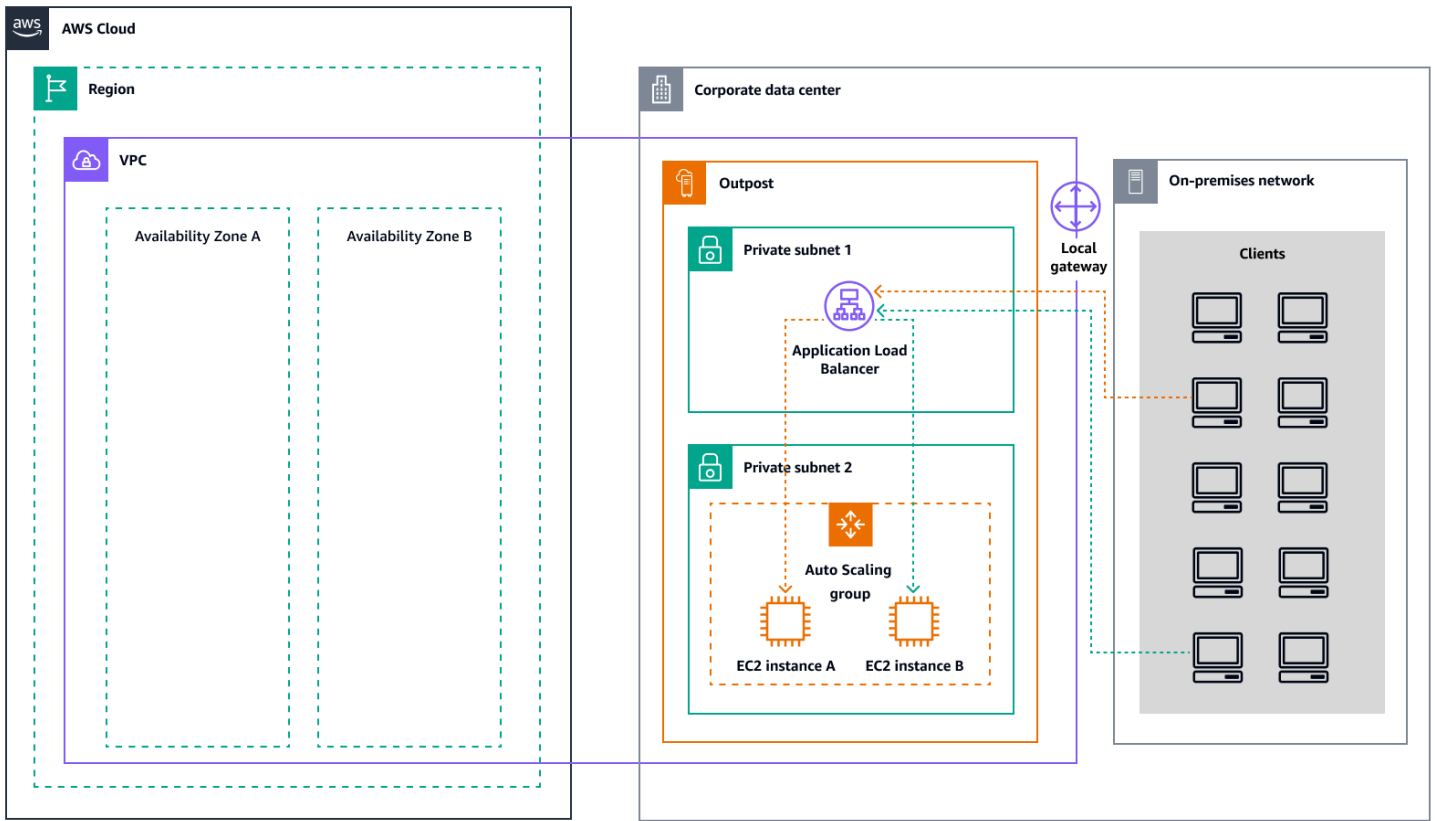 aws
AWS Cloud
Region
VPC
Availability Zone A
Availability Zone B
Corporate data center
Outpost
Private subnet 1
Application Load
Balancer
Private subnet 2
Auto Scaling
group
EC2 instance A
EC2 instance B
Local
gateway
On-premises network
Clients